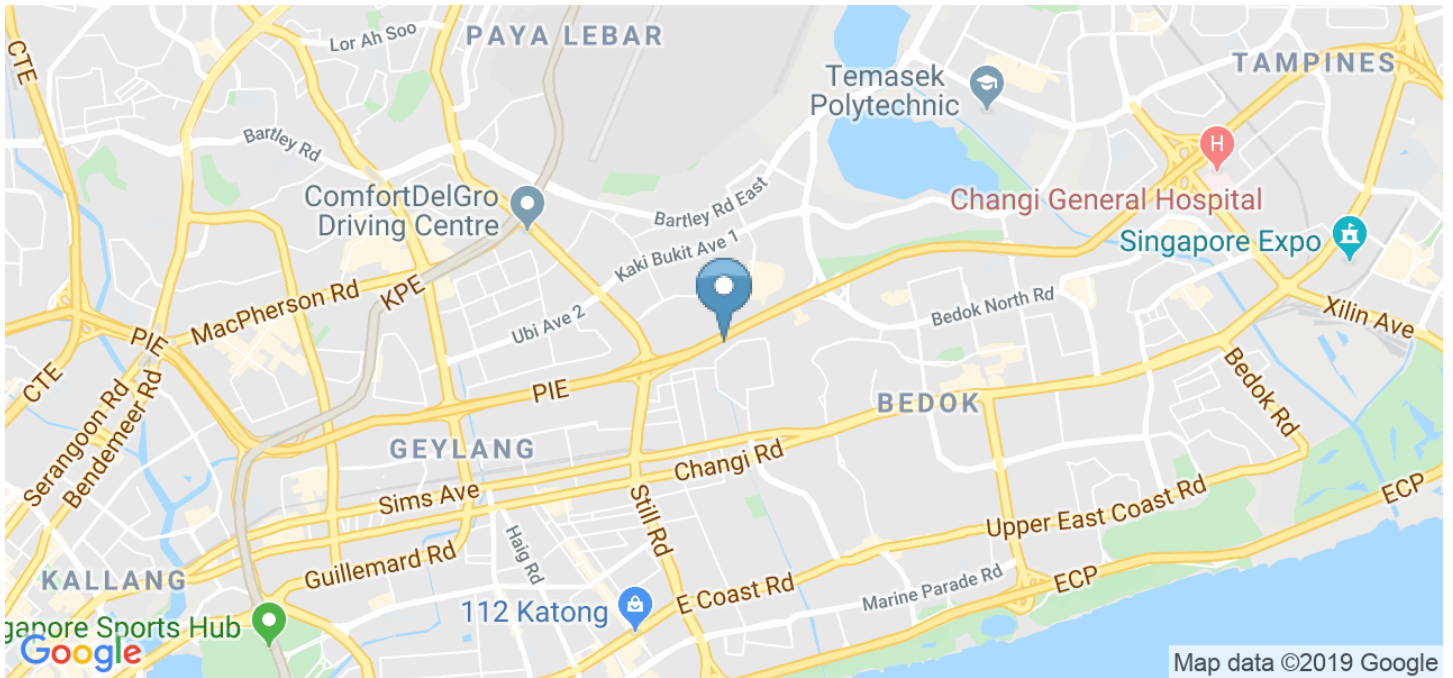 CTE
Lor Ah Soo
PAYA LEBAR
TAMPINES
Temasek
Polytechnic
Bartley Rd
H
ComfortDelGro
Driving Centre
Bartley Rd East
Changi General Hospital
Kaki Bukit Ave 1
Singapore Expo
MacPherson Rd
KPE
Ubi Ave 2
Bedok North Rd
Xilin Ave
PIE
CTE
PIE
BEDOK
Bedok Rd
Serangoon Rd
Bendemeer Rd
GEYLANG
Changi Rd
Sims Ave
Still Rd
Upper East Coast Rd
ECP
Haig Rd
Guillemard Rd
KALLANG
E Coast Rd
Marine Parade Rd
ECP
112 Katong
gapore Sports Hub
Google
Map data ©2019 Google